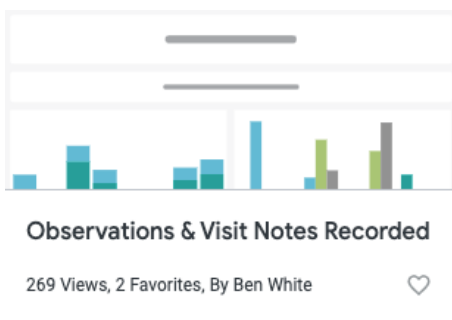 Observations & Visit Notes Recorded
269 Views, 2 Favorites, By Ben White